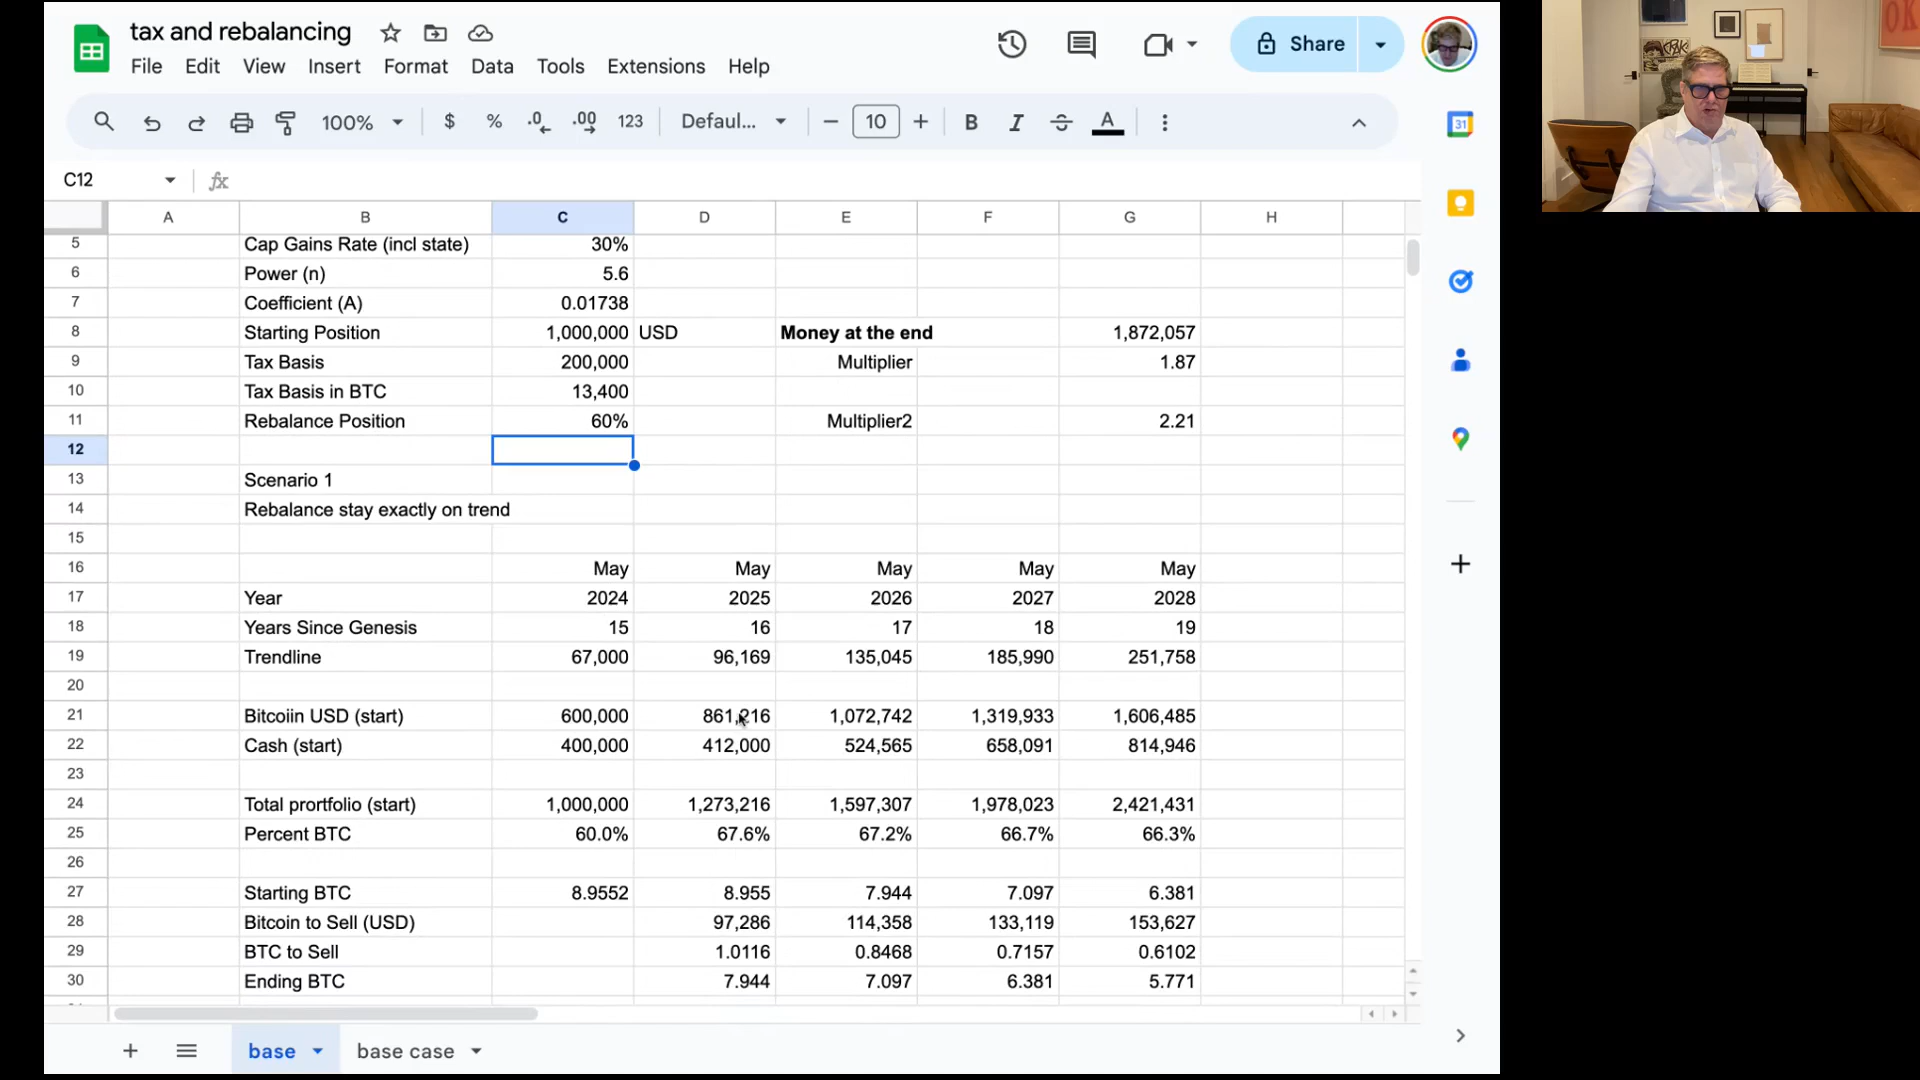 tax and rebalancing
File Edit View Insert Format Data Tools Extensions Help
Share
100% $ % .0 .00 123 Defaul... 10 B I S A
31
C12 fx
A B C D E F G H
5 Cap Gains Rate (incl state) 30%
6 Power (n) 5.6
7 Coefficient (A) 0.01738
8 Starting Position 1,000,000 USD Money at the end 1,872,057
9 Tax Basis 200,000 Multiplier 1.87
10 Tax Basis in BTC 13,400
11 Rebalance Position 60% Multiplier2 2.21
12
13 Scenario 1
14 Rebalance stay exactly on trend
15
16 May May May May May
17 Year 2024 2025 2026 2027 2028
18 Years Since Genesis 15 16 17 18 19
19 Trendline 67,000 96,169 135,045 185,990 251,758
20
21 Bitcoiin USD (start) 600,000 861,216 1,072,742 1,319,933 1,606,485
22 Cash (start) 400,000 412,000 524,565 658,091 814,946
23
24 Total prortfolio (start) 1,000,000 1,273,216 1,597,307 1,978,023 2,421,431
25 Percent BTC 60.0% 67.6% 67.2% 66.7% 66.3%
26
27 Starting BTC 8.9552 8.955 7.944 7.097 6.381
28 Bitcoin to Sell (USD) 97,286 114,358 133,119 153,627
29 BTC to Sell 1.0116 0.8468 0.7157 0.6102
30 Ending BTC 7.944 7.097 6.381 5.771
base base case
OK